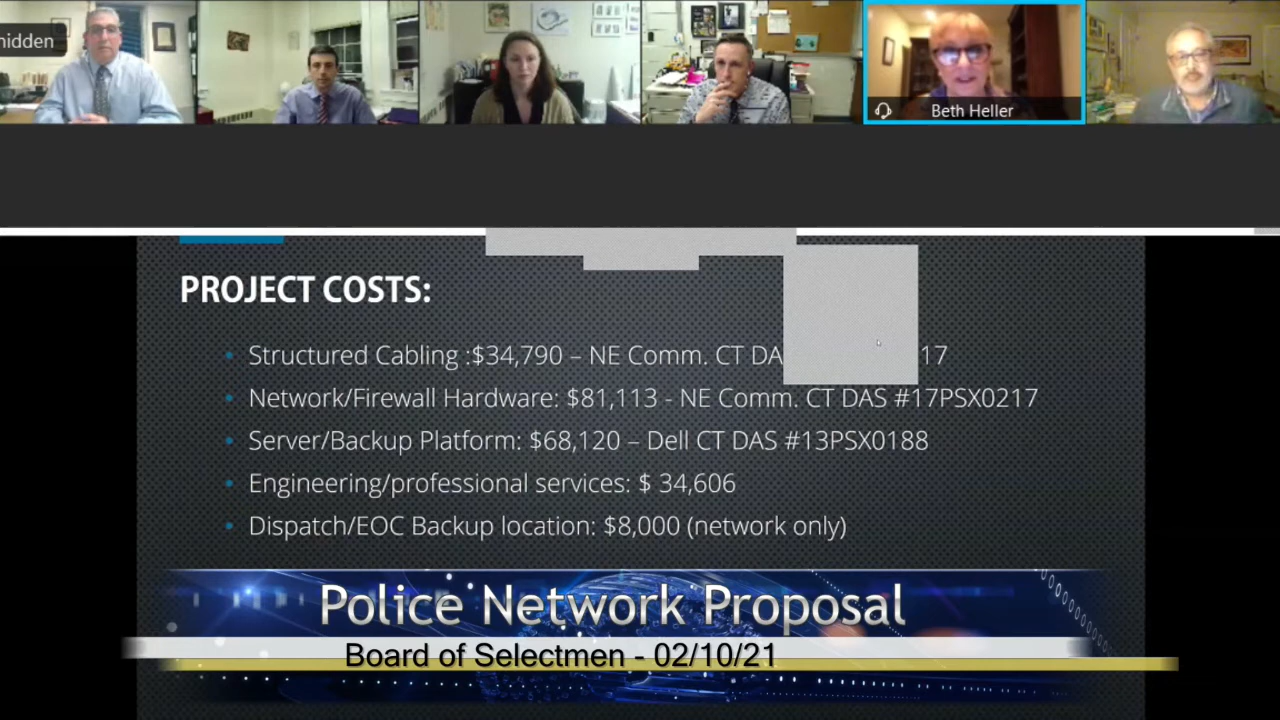 hidden
Beth Heller
PROJECT COSTS:
• Structured Cabling :$34,790 – NE Comm. CT DA 17
• Network/Firewall Hardware: $81,113 - NE Comm. CT DAS #17PSX0217
• Server/Backup Platform: $68,120 – Dell CT DAS #13PSX0188
• Engineering/professional services: $ 34,606
• Dispatch/EOC Backup location: $8,000 (network only)
Police Network Proposal
Board of Selectmen - 02/10/21